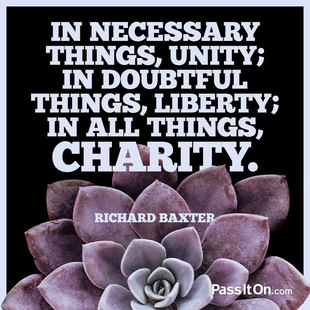 IN NECESSARY
THINGS, UNITY;
IN DOUBTFUL
THINGS, LIBERTY;
IN ALL THINGS,
CHARITY.
RICHARD BAXTER
PassItOn.com